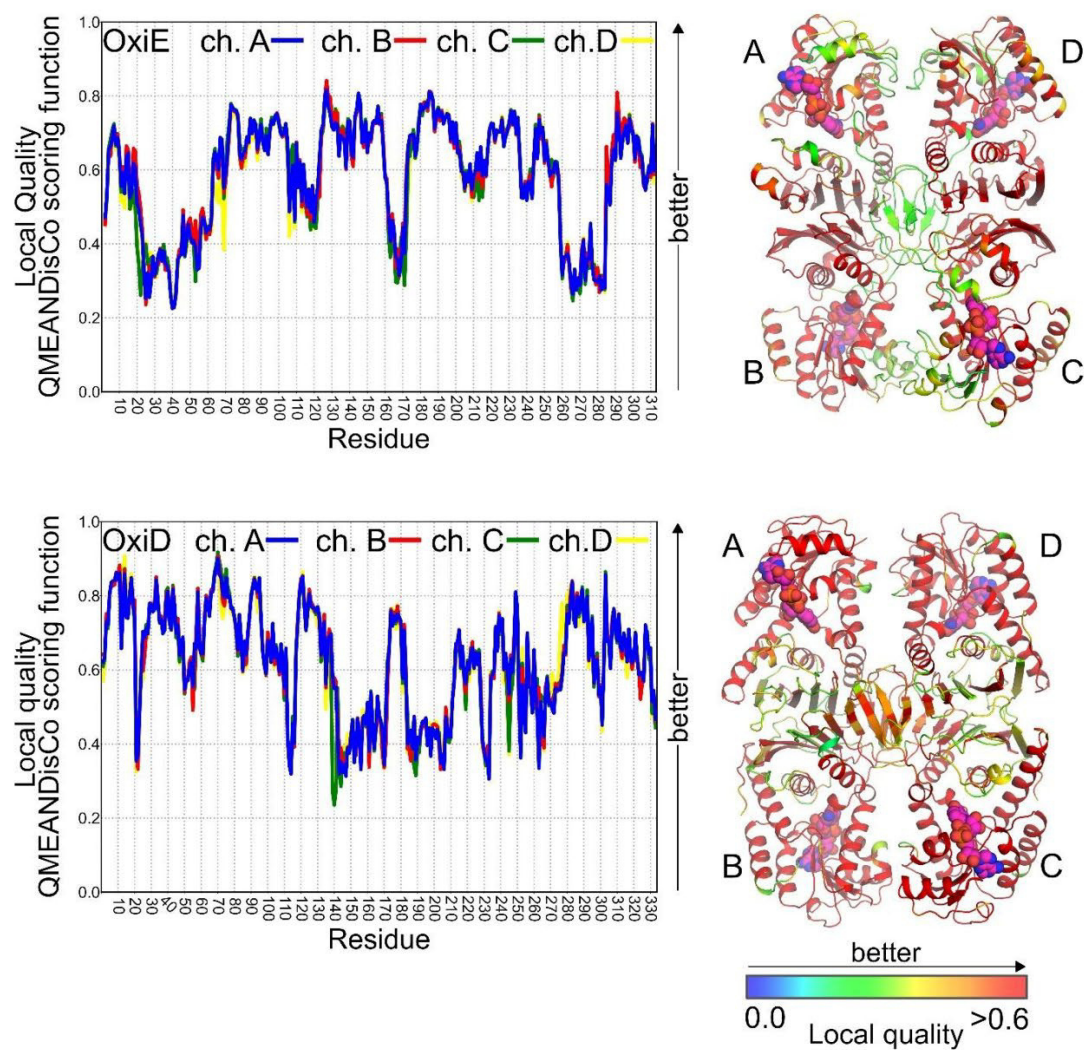 OxiE ch. A ch. B ch. C ch.D
Local Quality
QMEANDisCo scoring function
1.0
0.8
0.6
0.4
0.2
0.0
10 20 30 40 50 60 70 80 90 100 110 120 130 140 150 160 170 180 190 200 210 220 230 240 250 260 270 280 290 300 310
Residue
better
A D
B C
OxiD ch. A ch. B ch. C ch.D
Local quality
QMEANDisCo scoring function
1.0
0.8
0.6
0.4
0.2
0.0
10 20 30 40 50 60 70 80 90 100 110 120 130 140 150 160 170 180 190 200 210 220 230 240 250 260 270 280 290 300 310 320 330
Residue
better
A D
B C
better
0.0 >0.6
Local quality